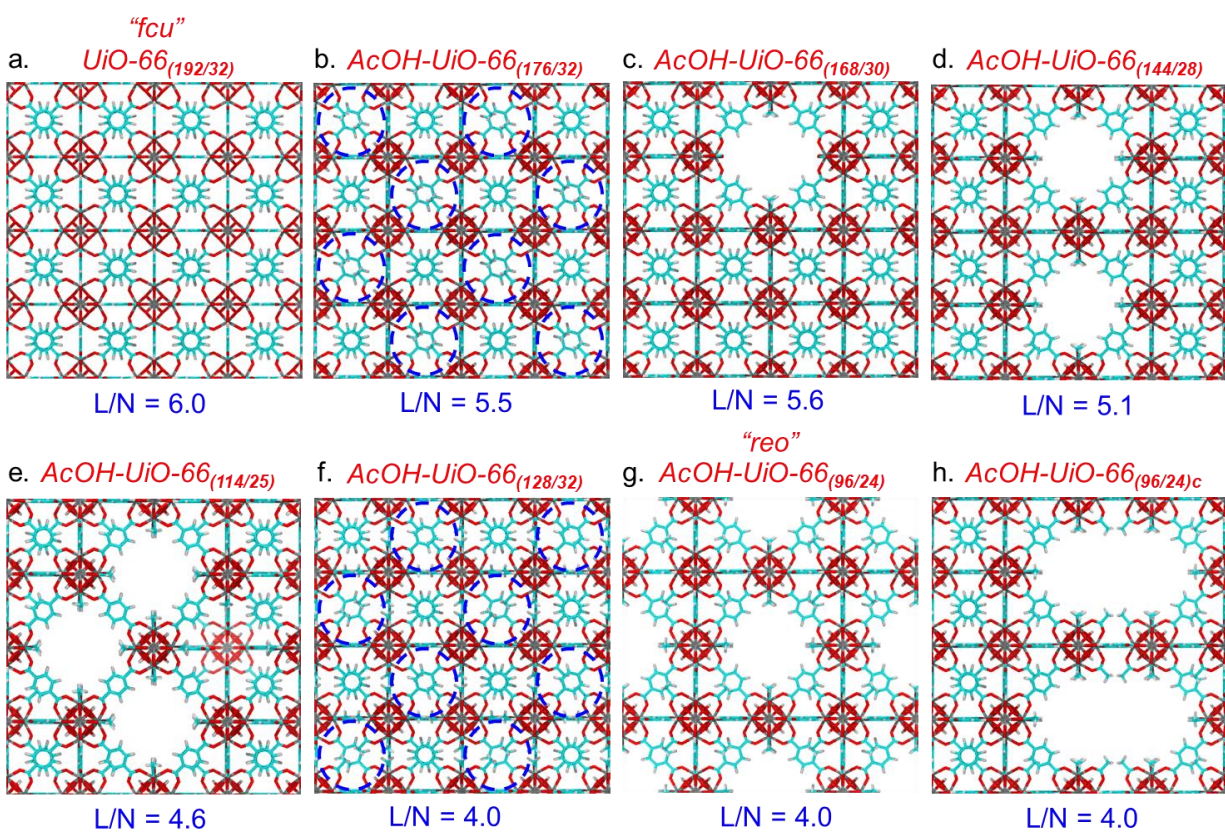 "fcu"
a. UiO-66(192/32)
b. AcOH-UiO-66(176/32)
c. AcOH-UiO-66(168/30)
d. AcOH-UiO-66(144/28)
L/N = 6.0
L/N = 5.5
L/N = 5.6
L/N = 5.1
"reo"
e. AcOH-UiO-66(114/25)
f. AcOH-UiO-66(128/32)
g. AcOH-UiO-66(96/24)
h. AcOH-UiO-66(96/24)c
L/N = 4.6
L/N = 4.0
L/N = 4.0
L/N = 4.0